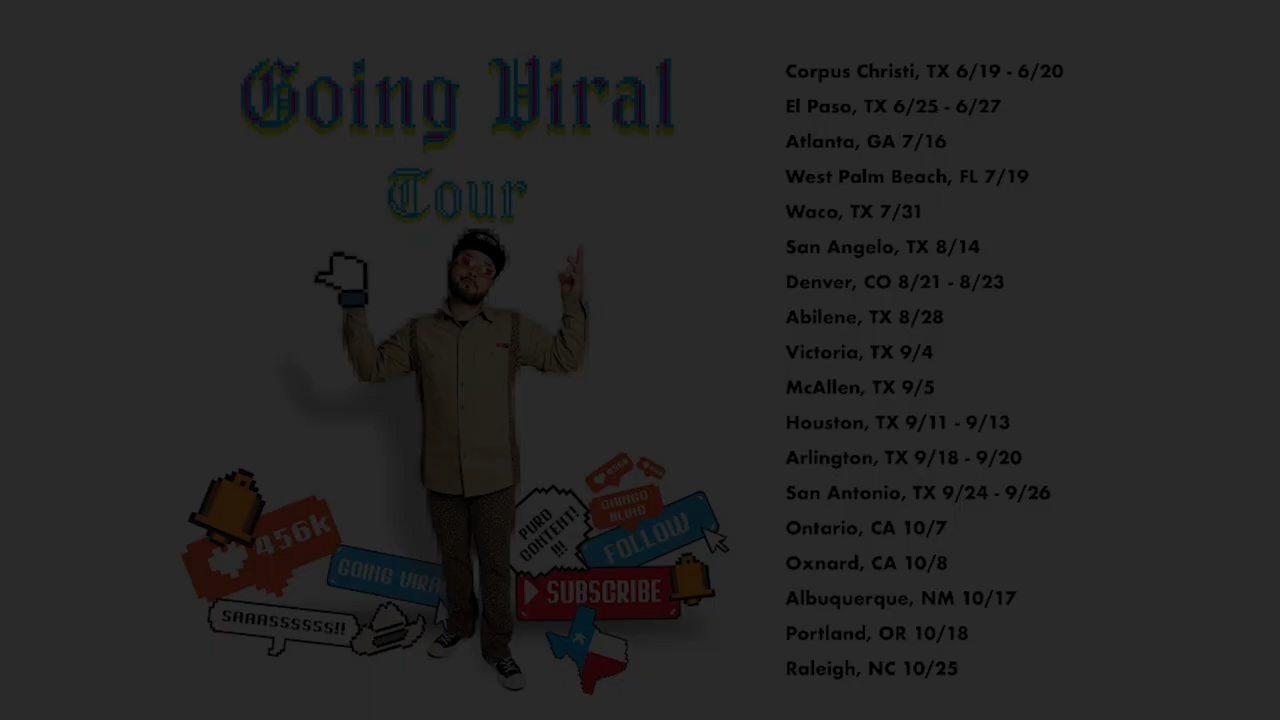 Going Viral
Tour
Corpus Christi, TX 6/19 - 6/20
El Paso, TX 6/25 - 6/27
Atlanta, GA 7/16
West Palm Beach, FL 7/19
Waco, TX 7/31
San Angelo, TX 8/14
Denver, CO 8/21 - 8/23
Abilene, TX 8/28
Victoria, TX 9/4
McAllen, TX 9/5
Houston, TX 9/11 - 9/13
Arlington, TX 9/18 - 9/20
San Antonio, TX 9/24 - 9/26
Ontario, CA 10/7
Oxnard, CA 10/8
Albuquerque, NM 10/17
Portland, OR 10/18
Raleigh, NC 10/25
456k
GOING VIRA
SAAASSSSSS!!
PURO
CONTENT!
!!!
CHINGO
BLING
FOLLOW
SUBSCRIBE